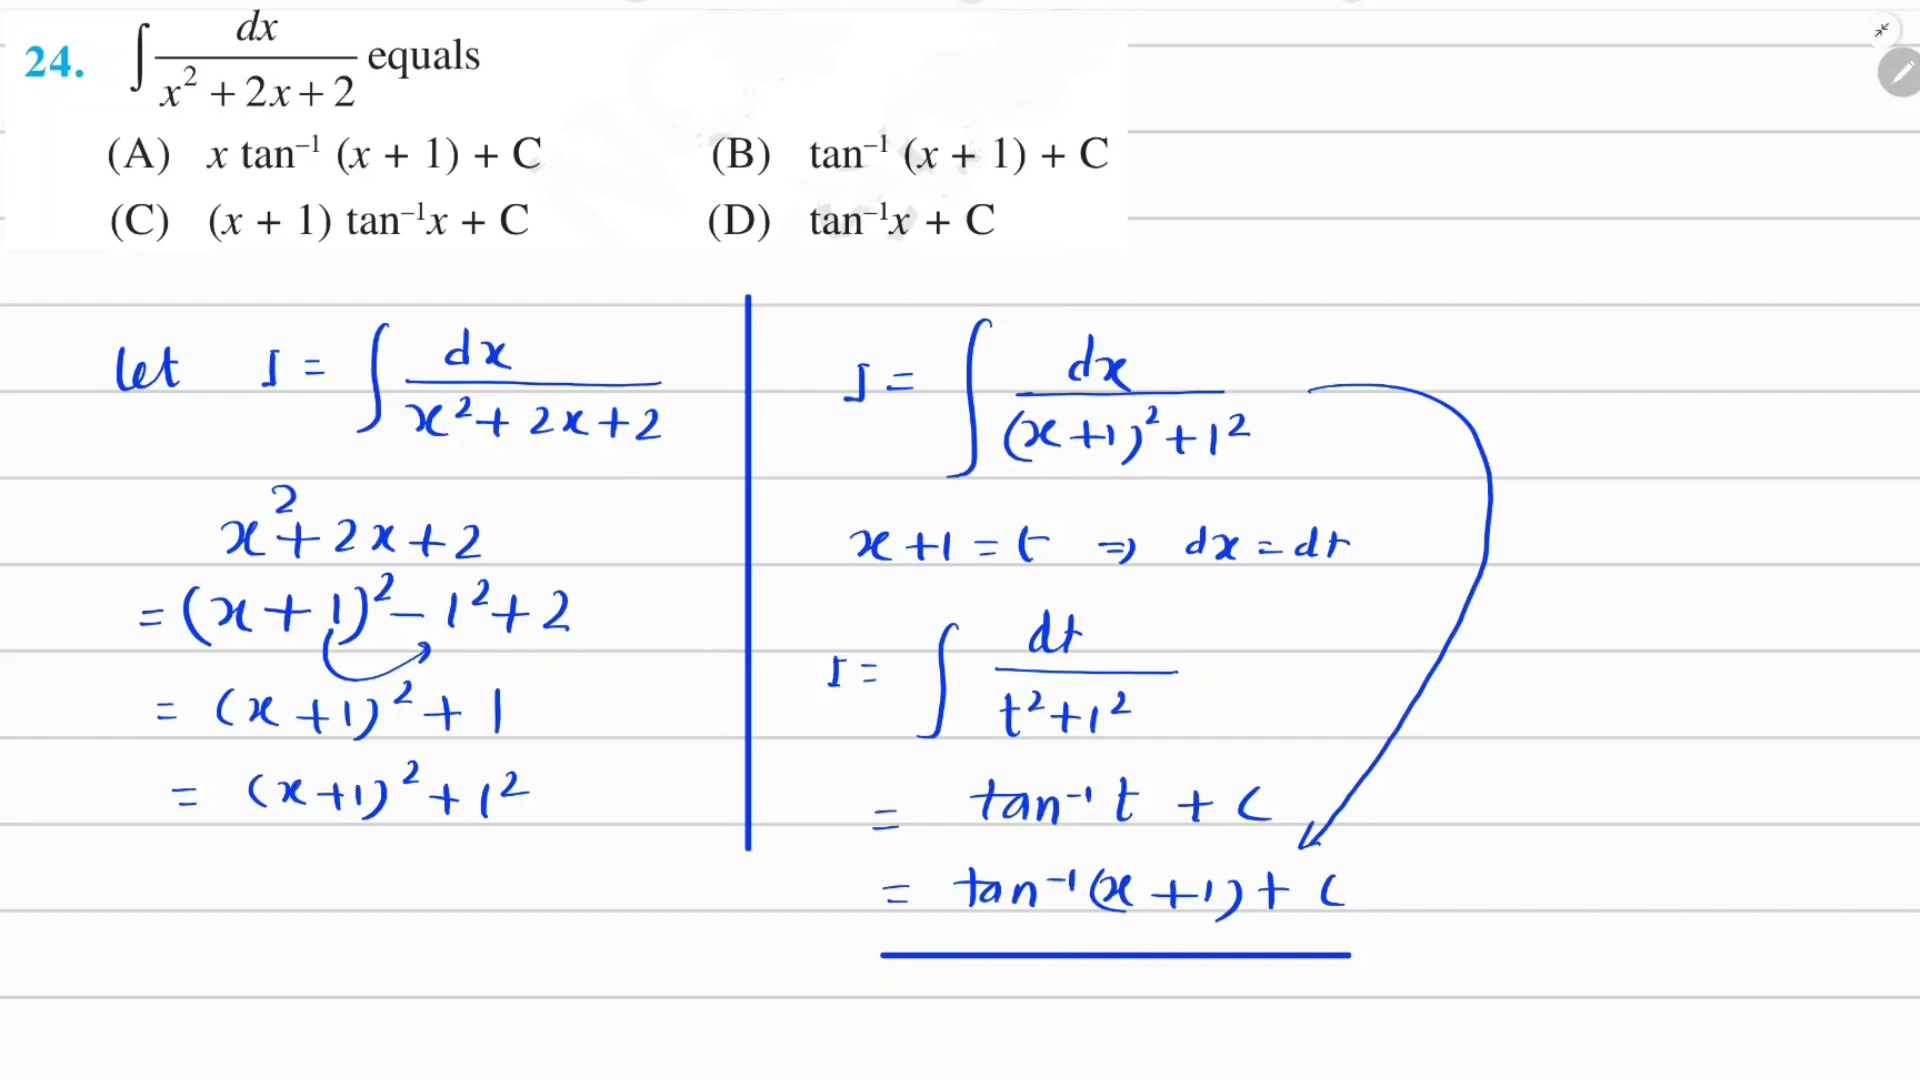 24. ∫ dx / (x² + 2x + 2) equals
(A) x tan⁻¹ (x + 1) + C
(B) tan⁻¹ (x + 1) + C
(C) (x + 1) tan⁻¹x + C
(D) tan⁻¹x + C
let I = ∫ dx / (x² + 2x + 2)
x² + 2x + 2
= (x + 1)² − 1² + 2
= (x + 1)² + 1
= (x + 1)² + 1²
I = ∫ dx / ((x + 1)² + 1²)
x + 1 = t ⇒ dx = dt
I = ∫ dt / (t² + 1²)
= tan⁻¹ t + C
= tan⁻¹ (x + 1) + C